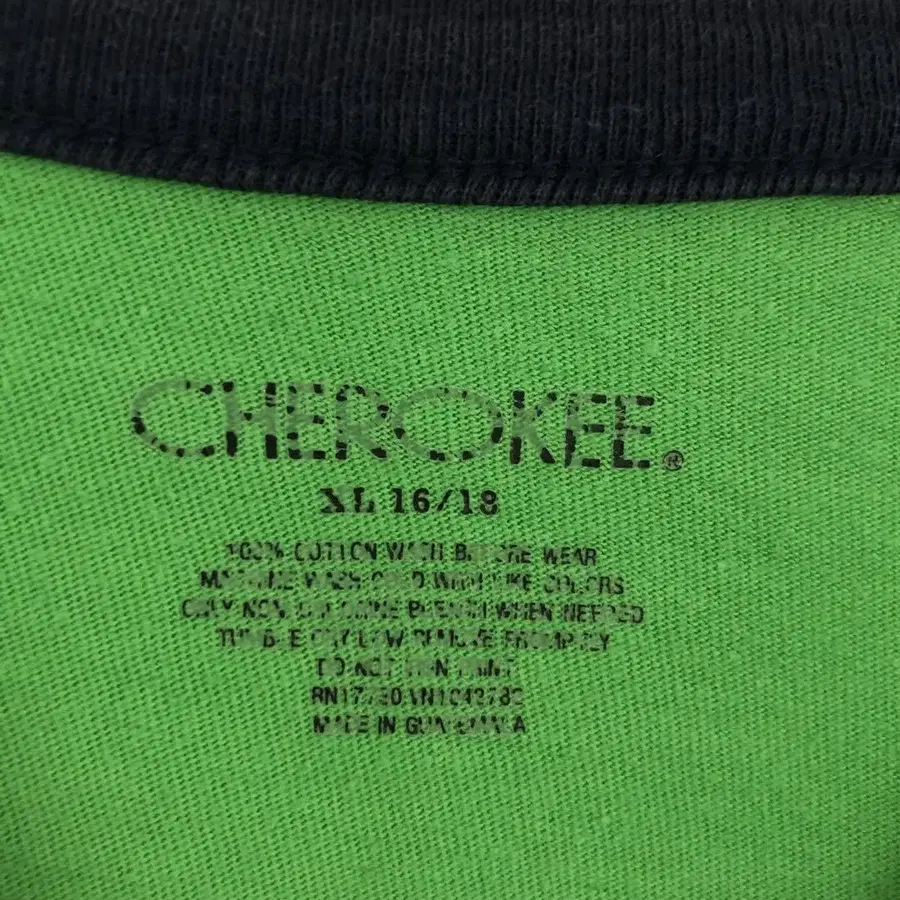 CHEROKEE®
XL 16/18
100% COTTON WASH BEFORE WEAR
MACHINE WASH COLD WITH LIKE COLORS
ONLY NON-CHLORINE BLEACH WHEN NEEDED
TUMBLE DRY LOW REMOVE PROMPTLY
DO NOT IRON PRINT
MADE IN GUATEMALA